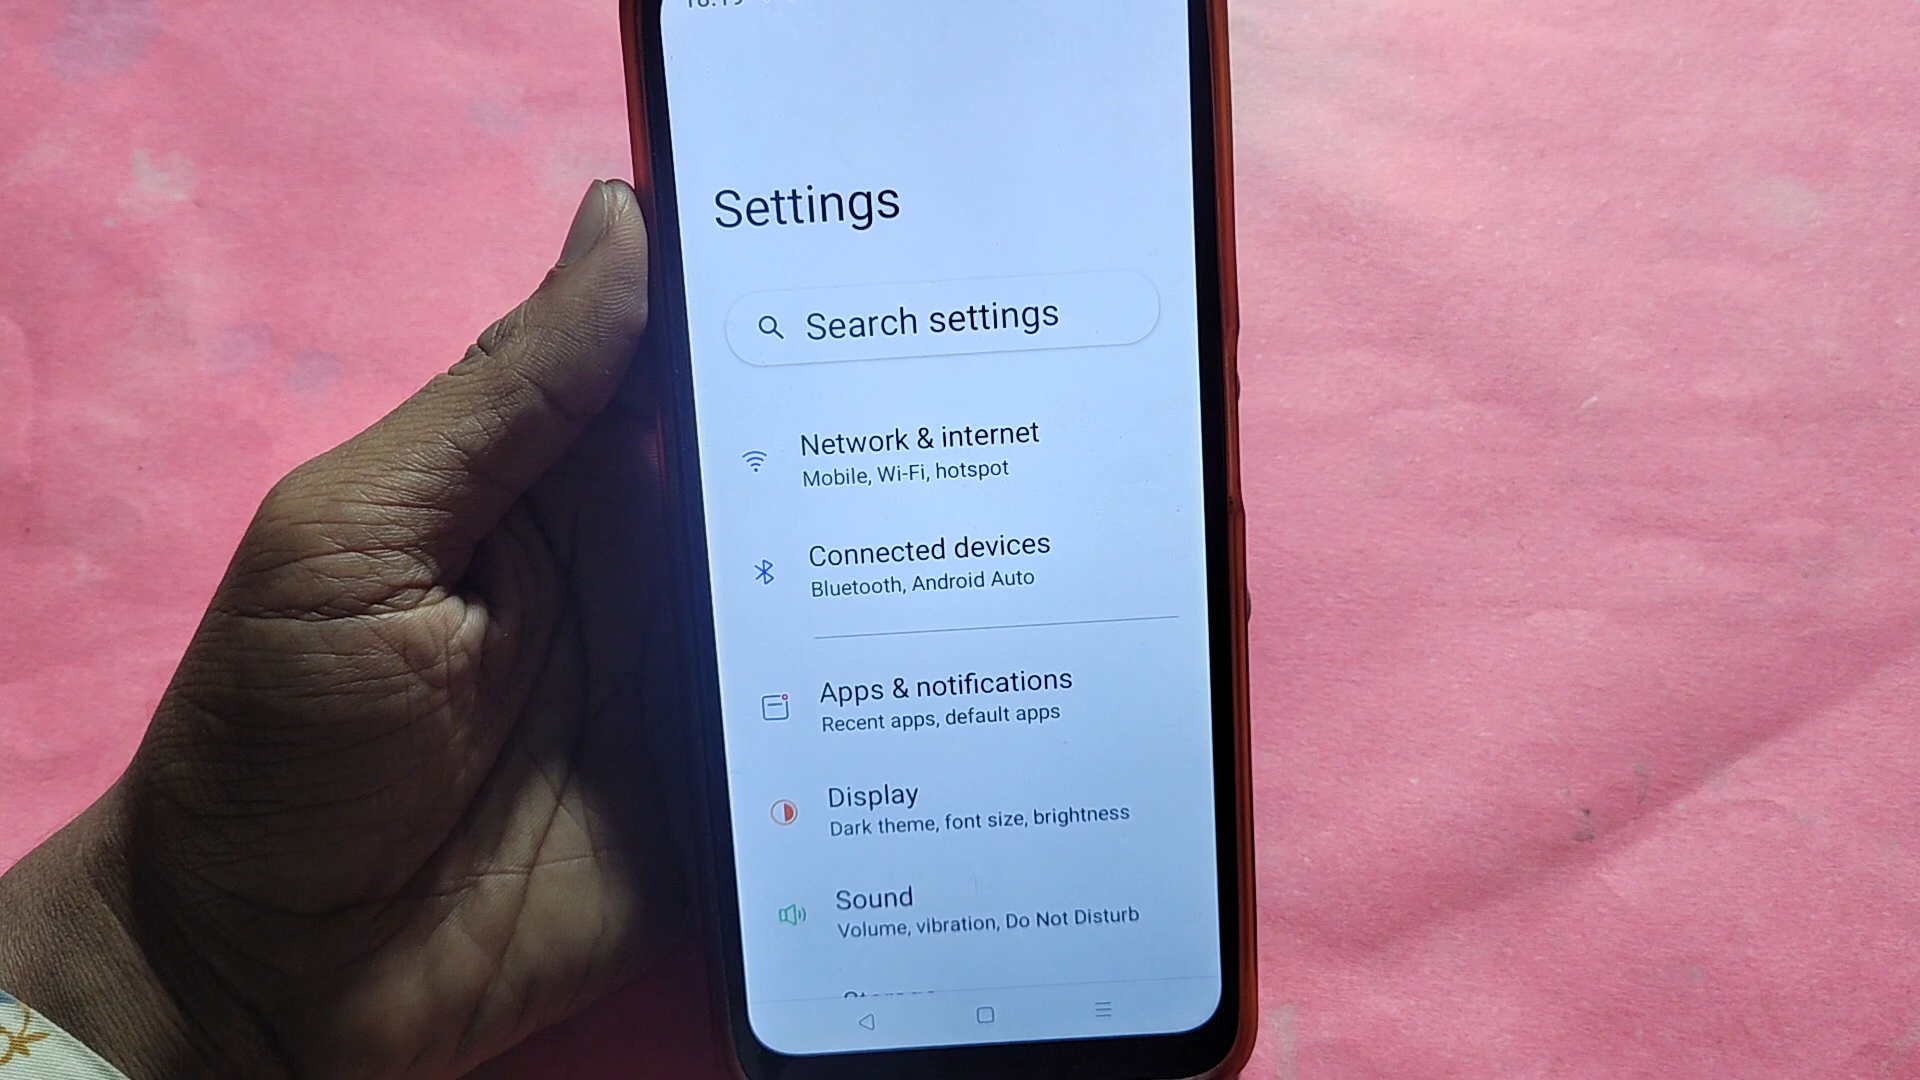 Settings
Search settings
Network & internet
Mobile, Wi-Fi, hotspot
Connected devices
Bluetooth, Android Auto
Apps & notifications
Recent apps, default apps
Display
Dark theme, font size, brightness
Sound
Volume, vibration, Do Not Disturb